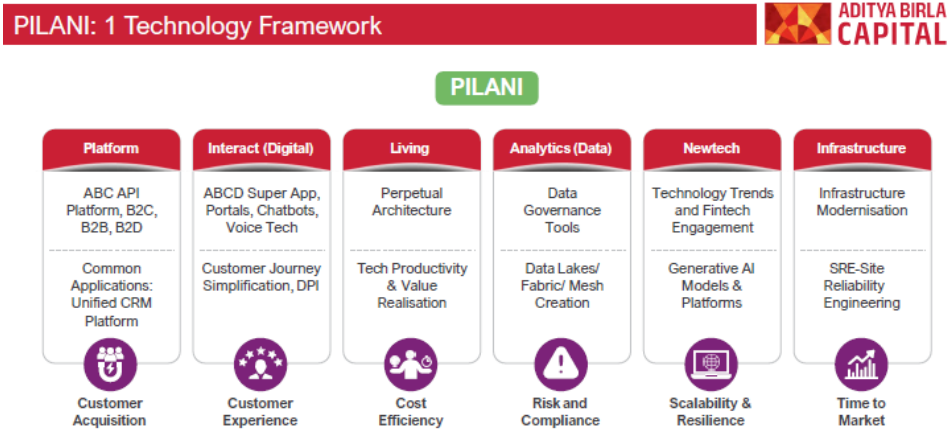 PILANI: 1 Technology Framework
ADITYA BIRLA
CAPITAL
PILANI
Platform
ABC API
Platform, B2C,
B2B, B2D
Common
Applications:
Unified CRM
Platform
Customer
Acquisition
Interact (Digital)
ABCD Super App,
Portals, Chatbots,
Voice Tech
Customer Journey
Simplification, DPI
Customer
Experience
Living
Perpetual
Architecture
Tech Productivity
& Value
Realisation
Cost
Efficiency
Analytics (Data)
Data
Governance
Tools
Data Lakes/
Fabric/ Mesh
Creation
Risk and
Compliance
Newtech
Technology Trends
and Fintech
Engagement
Generative AI
Models &
Platforms
Scalability &
Resilience
Infrastructure
Infrastructure
Modernisation
SRE-Site
Reliability
Engineering
Time to
Market